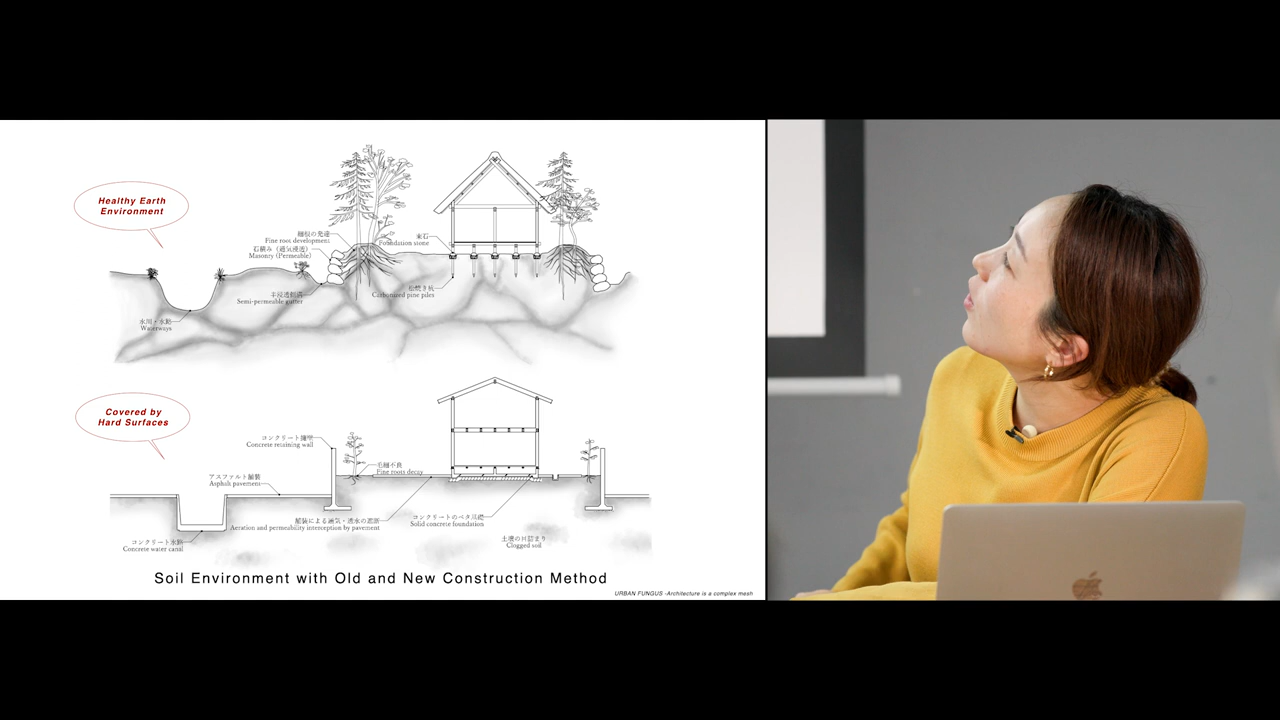 Healthy Earth
Environment
細根の発達
Fine root development
石積み（通気浸透）
Masonry (Permeable)
束石
Foundation stone
半浸透側溝
Semi-permeable gutter
松焼き杭
Carbonized pine piles
水川・水路
Waterways
Covered by
Hard Surfaces
コンクリート擁壁
Concrete retaining wall
毛細不良
Fine roots decay
アスファルト舗装
Asphalt pavement
舗装による通気・透水の遮断
Aeration and permeability interception by pavement
コンクリートのベタ基礎
Solid concrete foundation
コンクリート水路
Concrete water canal
土壌の目詰まり
Clogged soil
Soil Environment with Old and New Construction Method
URBAN FUNGUS -Architecture is a complex mesh